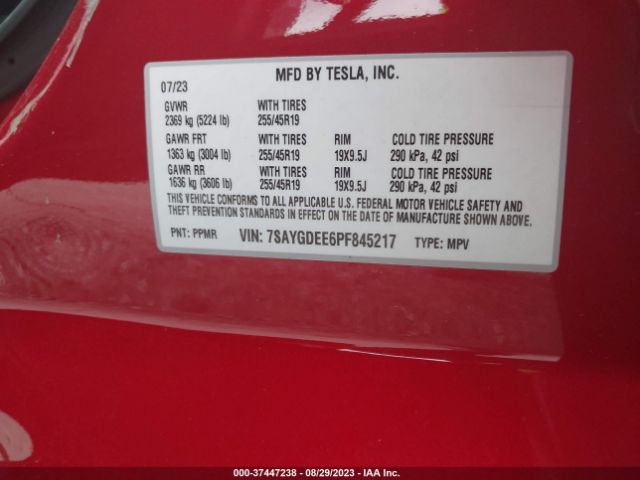 MFD BY TESLA, INC.
07/23
GVWR WITH TIRES
2369 kg (5224 lb) 255/45R19
GAWR FRT WITH TIRES RIM COLD TIRE PRESSURE
1363 kg (3004 lb) 255/45R19 19X9.5J 290 kPa, 42 psi
GAWR RR WITH TIRES RIM COLD TIRE PRESSURE
1636 kg (3606 lb) 255/45R19 19X9.5J 290 kPa, 42 psi
THIS VEHICLE CONFORMS TO ALL APPLICABLE U.S. FEDERAL MOTOR VEHICLE SAFETY AND
THEFT PREVENTION STANDARDS IN EFFECT ON THE DATE OF MANUFACTURE SHOWN ABOVE.
PNT: PPMR VIN: 7SAYGDEE6PF845217 TYPE: MPV
000-37447238 - 08/29/2023 - IAA Inc.